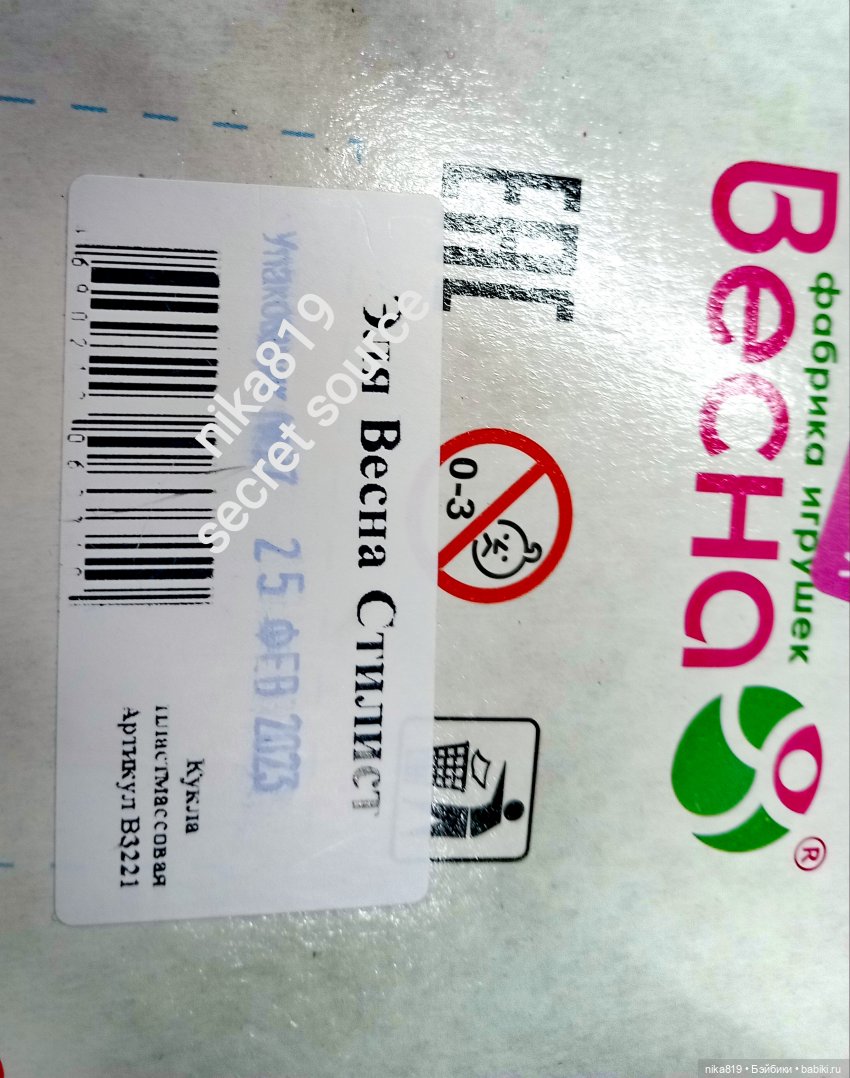 Весна
®
фабрика игрушек
EAC
0-3
Эля Весна Стилист
25 ФЕВ 2023
Кукла
пластмассовая
Артикул В3221
nika819
secret source
nika819 • Бэйбики • babiki.ru